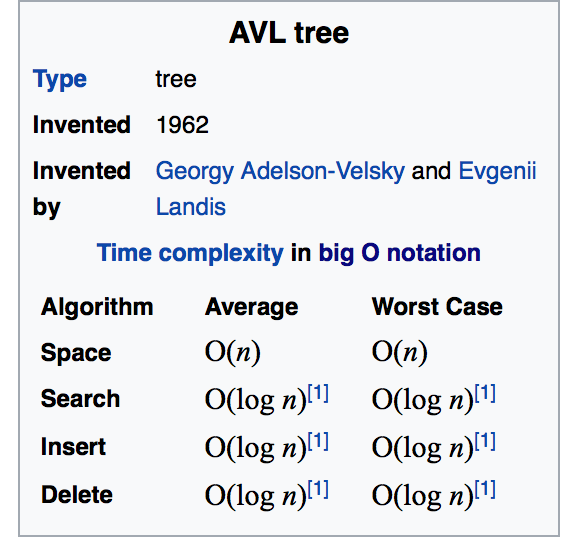 AVL tree
Type tree
Invented 1962
Invented by Georgy Adelson-Velsky and Evgenii Landis
Time complexity in big O notation
Algorithm Average Worst Case
Space O(n) O(n)
Search O(log n)[1] O(log n)[1]
Insert O(log n)[1] O(log n)[1]
Delete O(log n)[1] O(log n)[1]